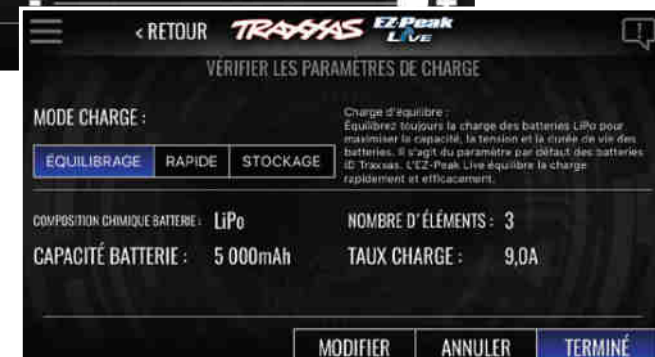 < RETOUR TRAXXAS EZ-Peak LIVE
VÉRIFIER LES PARAMÈTRES DE CHARGE
MODE CHARGE :
ÉQUILIBRAGE RAPIDE STOCKAGE
Charge d'équilibre :
Équilibrez toujours la charge des batteries LiPo pour
maximiser la capacité, la tension et la durée de vie des
batteries. Il s'agit du paramètre par défaut des batteries
iD Traxxas. L'EZ-Peak Live équilibre la charge
rapidement et efficacement.
COMPOSITION CHIMIQUE BATTERIE : LiPo
NOMBRE D'ÉLÉMENTS : 3
CAPACITÉ BATTERIE : 5 000mAh
TAUX CHARGE : 9,0A
MODIFIER ANNULER TERMINÉ